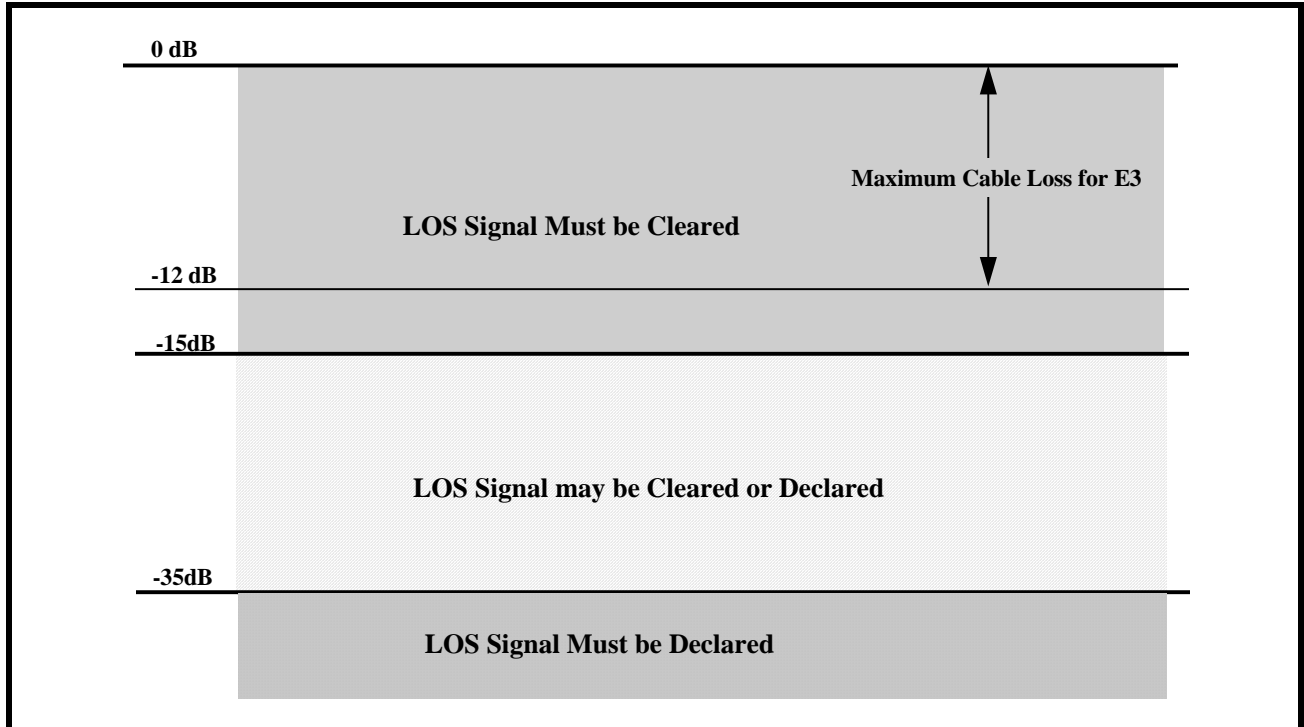 0 dB
Maximum Cable Loss for E3
LOS Signal Must be Cleared
-12 dB
-15dB
LOS Signal may be Cleared or Declared
-35dB
LOS Signal Must be Declared